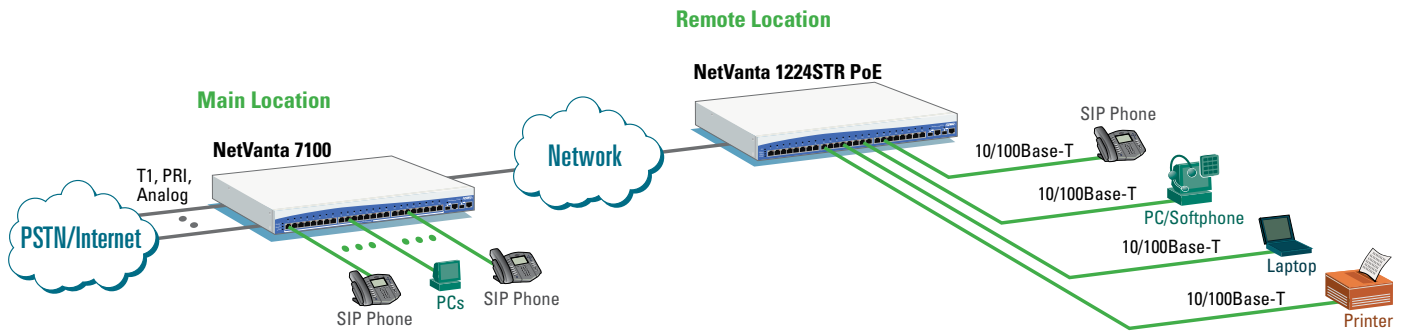 Remote Location
Main Location
NetVanta 1224STR PoE
NetVanta 7100
T1, PRI,
Analog
PSTN/Internet
Network
SIP Phone
PCs
SIP Phone
10/100Base-T
SIP Phone
10/100Base-T
PC/Softphone
10/100Base-T
Laptop
10/100Base-T
Printer